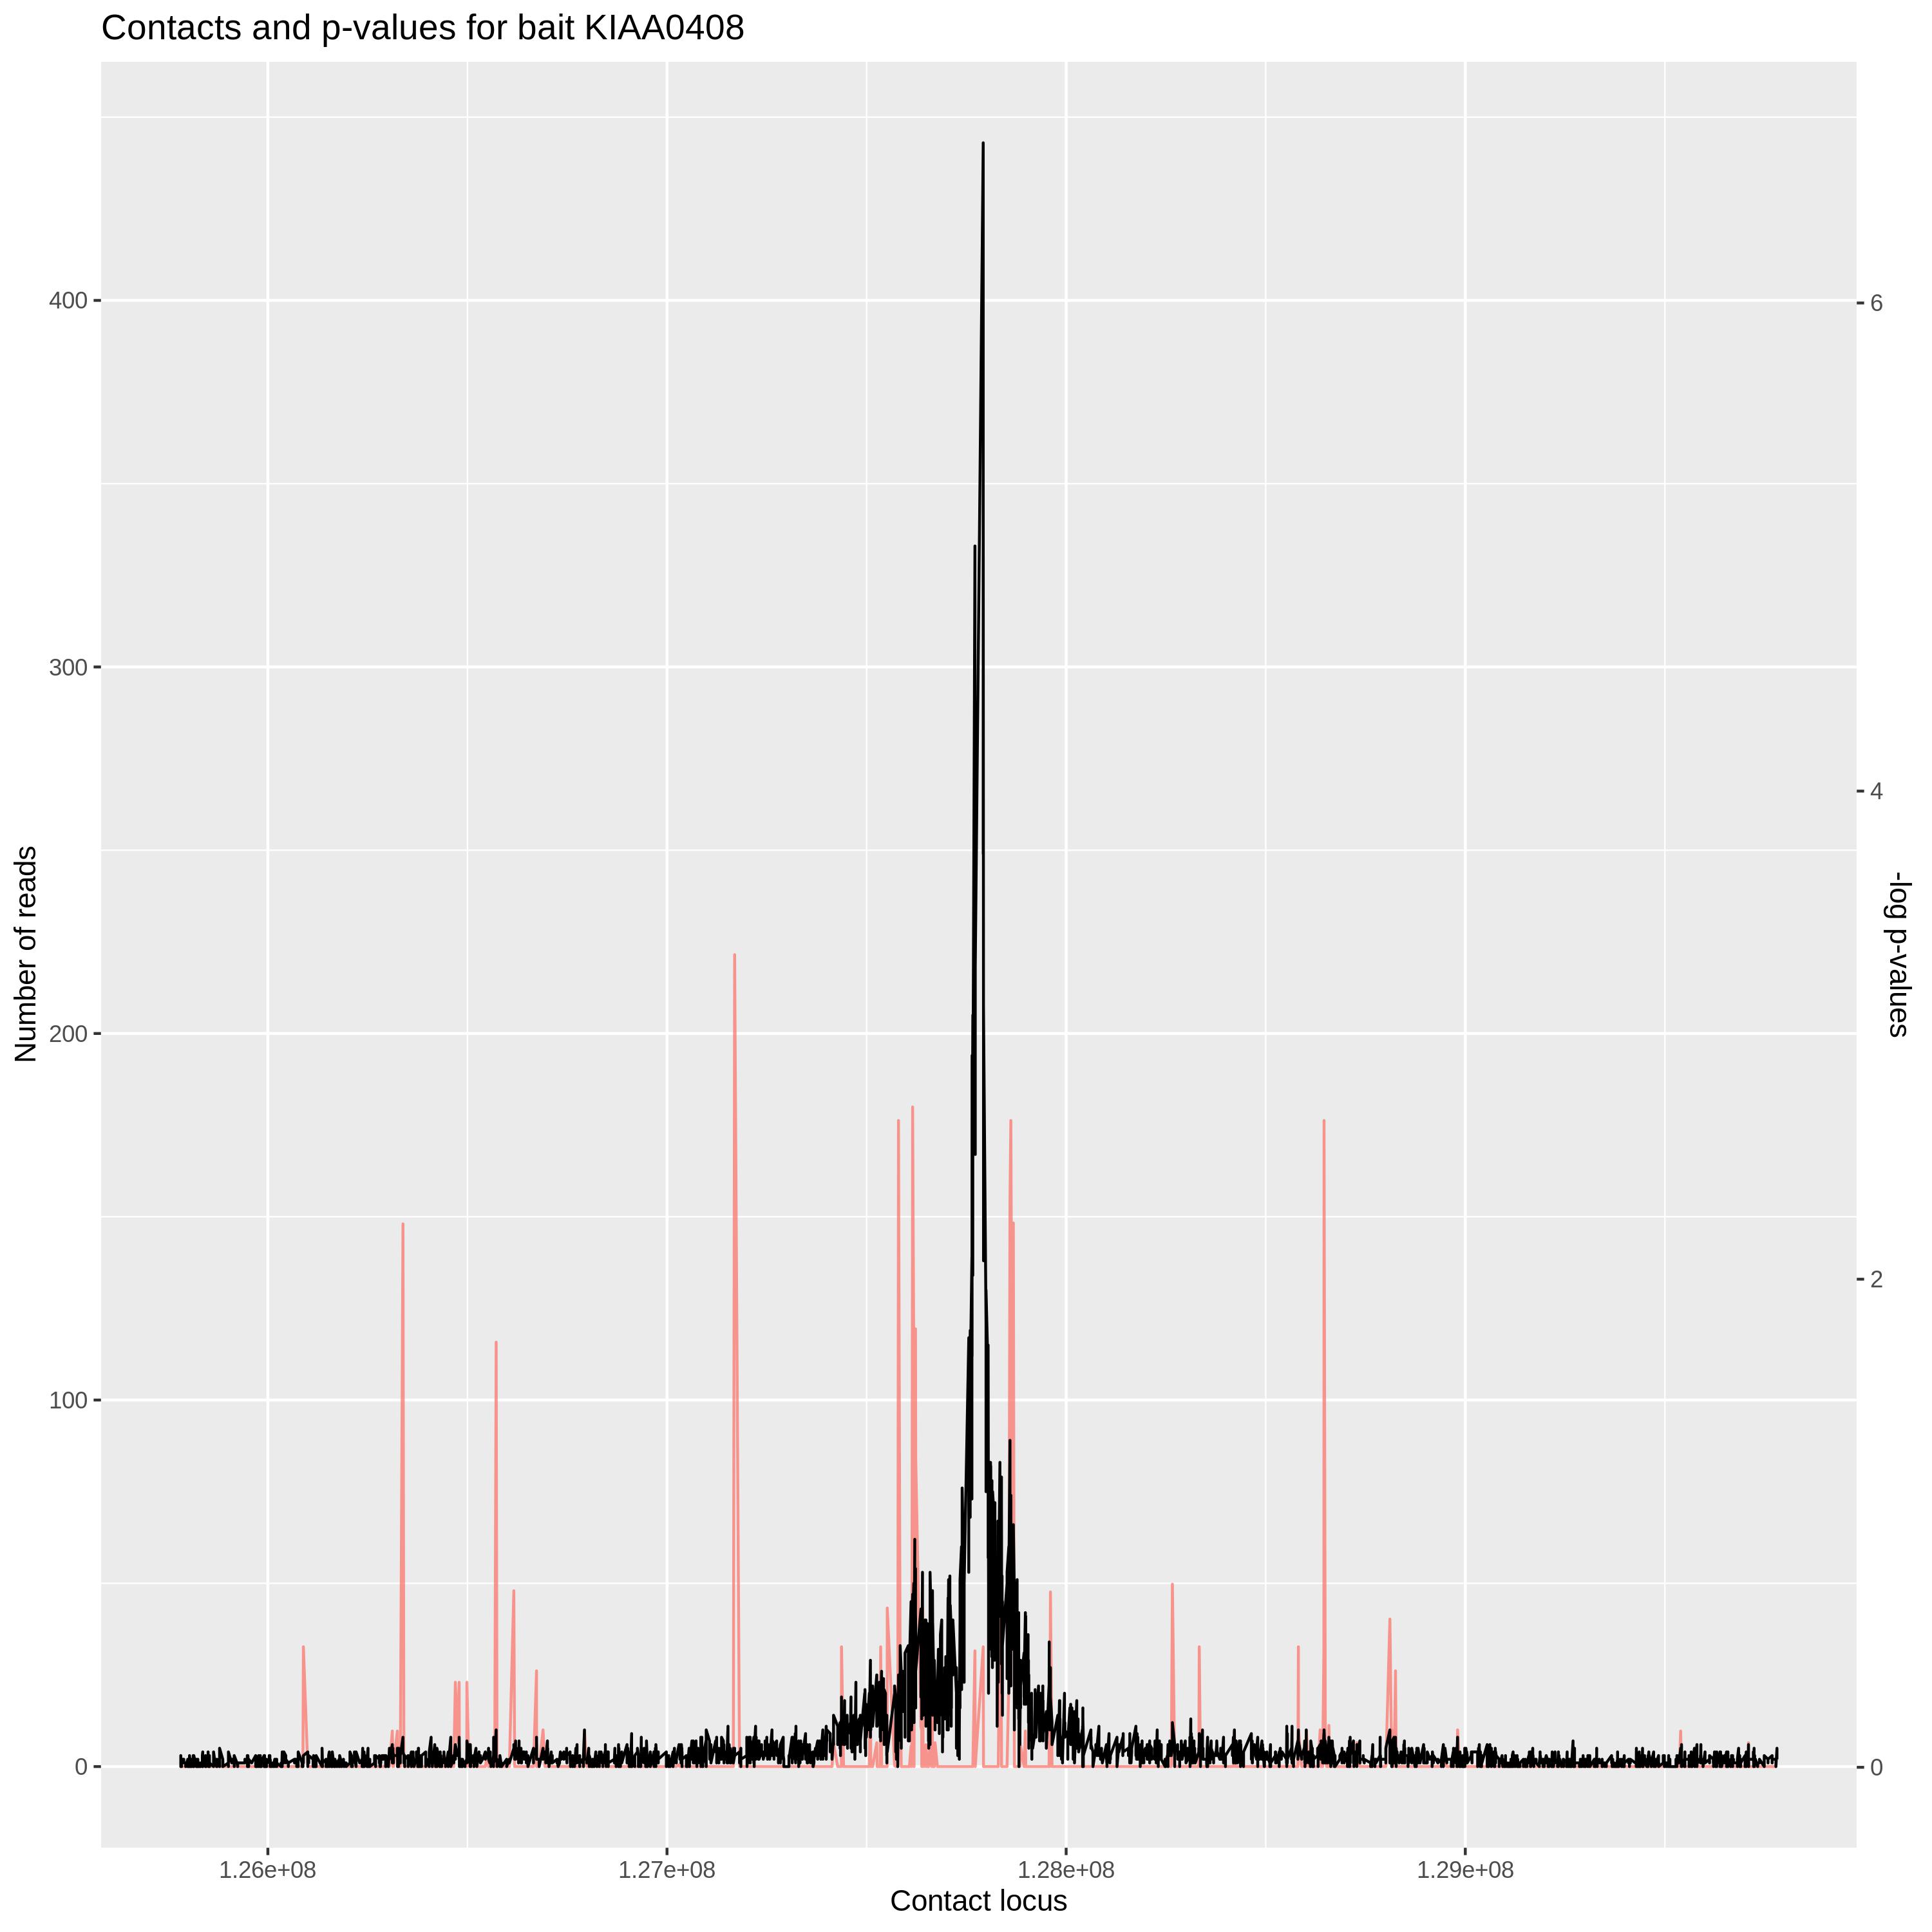 Contacts and p-values for bait KIAA0408
400
300
200
100
0
6
4
2
0
Number of reads
-log p-values
1.26e+08
1.27e+08
1.28e+08
1.29e+08
Contact locus